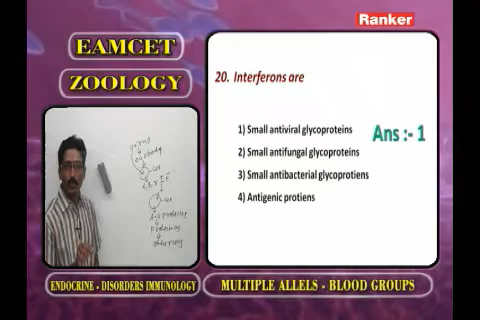 Ranker
EAMCET
ZOOLOGY
20. Interferons are
1) Small antiviral glycoproteins
2) Small antifungal glycoproteins
3) Small antibacterial glycoprotiens
4) Antigenic protiens
Ans :- 1
virus
ENDOCRINE - DISORDERS IMMUNOLOGY
MULTIPLE ALLELS - BLOOD GROUPS